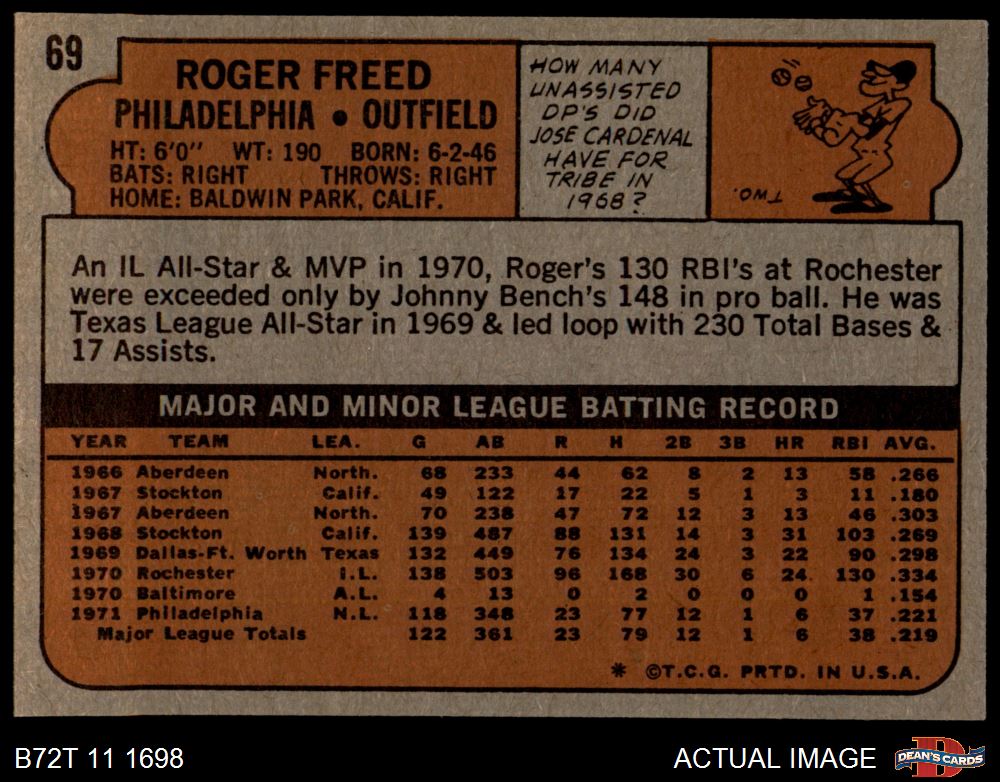 69
ROGER FREED
PHILADELPHIA • OUTFIELD
HT: 6'0" WT: 190 BORN: 6-2-46
BATS: RIGHT THROWS: RIGHT
HOME: BALDWIN PARK, CALIF.
HOW MANY
UNASSISTED
DP'S DID
JOSE CARDENAL
HAVE FOR
TRIBE IN
1968?
TWO.
An IL All-Star & MVP in 1970, Roger's 130 RBI's at Rochester
were exceeded only by Johnny Bench's 148 in pro ball. He was
Texas League All-Star in 1969 & led loop with 230 Total Bases &
17 Assists.
MAJOR AND MINOR LEAGUE BATTING RECORD
YEAR TEAM LEA. G AB R H 2B 3B HR RBI AVG.
1966 Aberdeen North. 68 233 44 62 8 2 13 58 .266
1967 Stockton Calif. 49 122 17 22 5 1 3 11 .180
1967 Aberdeen North. 70 238 47 72 12 3 13 46 .303
1968 Stockton Calif. 139 487 88 131 14 3 31 103 .269
1969 Dallas-Ft. Worth Texas 132 449 76 134 24 3 22 90 .298
1970 Rochester I.L. 138 503 96 168 30 6 24 130 .334
1970 Baltimore A.L. 4 13 0 2 0 0 0 1 .154
1971 Philadelphia N.L. 118 348 23 77 12 1 6 37 .221
Major League Totals 122 361 23 79 12 1 6 38 .219
* ©T.C.G. PRTD. IN U.S.A.
B72T 11 1698
ACTUAL IMAGE
D
DEAN'S CARDS